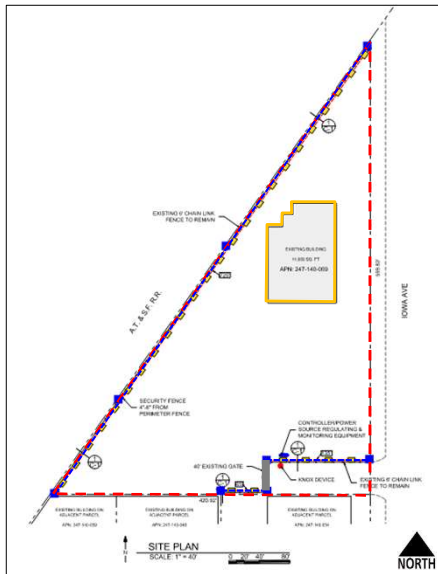 EXISTING 6' CHAIN LINK
FENCE TO REMAIN
EXISTING BUILDING
SQ. FT
APN: 247-140-069
A.T. & S.F. R.R.
IOWA AVE
SECURITY FENCE
FROM
PERIMETER FENCE
CONTROLLER/POWER
SOURCE REGULATING &
MONITORING EQUIPMENT
40' EXISTING GATE
KNOX DEVICE
EXISTING 6' CHAIN LINK
FENCE TO REMAIN
EXISTING BUILDING ON
ADJACENT PARCEL
EXISTING BUILDING ON
ADJACENT PARCEL
EXISTING BUILDING ON
ADJACENT PARCEL
SITE PLAN
SCALE: 1" = 40'
0 20' 40' 80'
NORTH